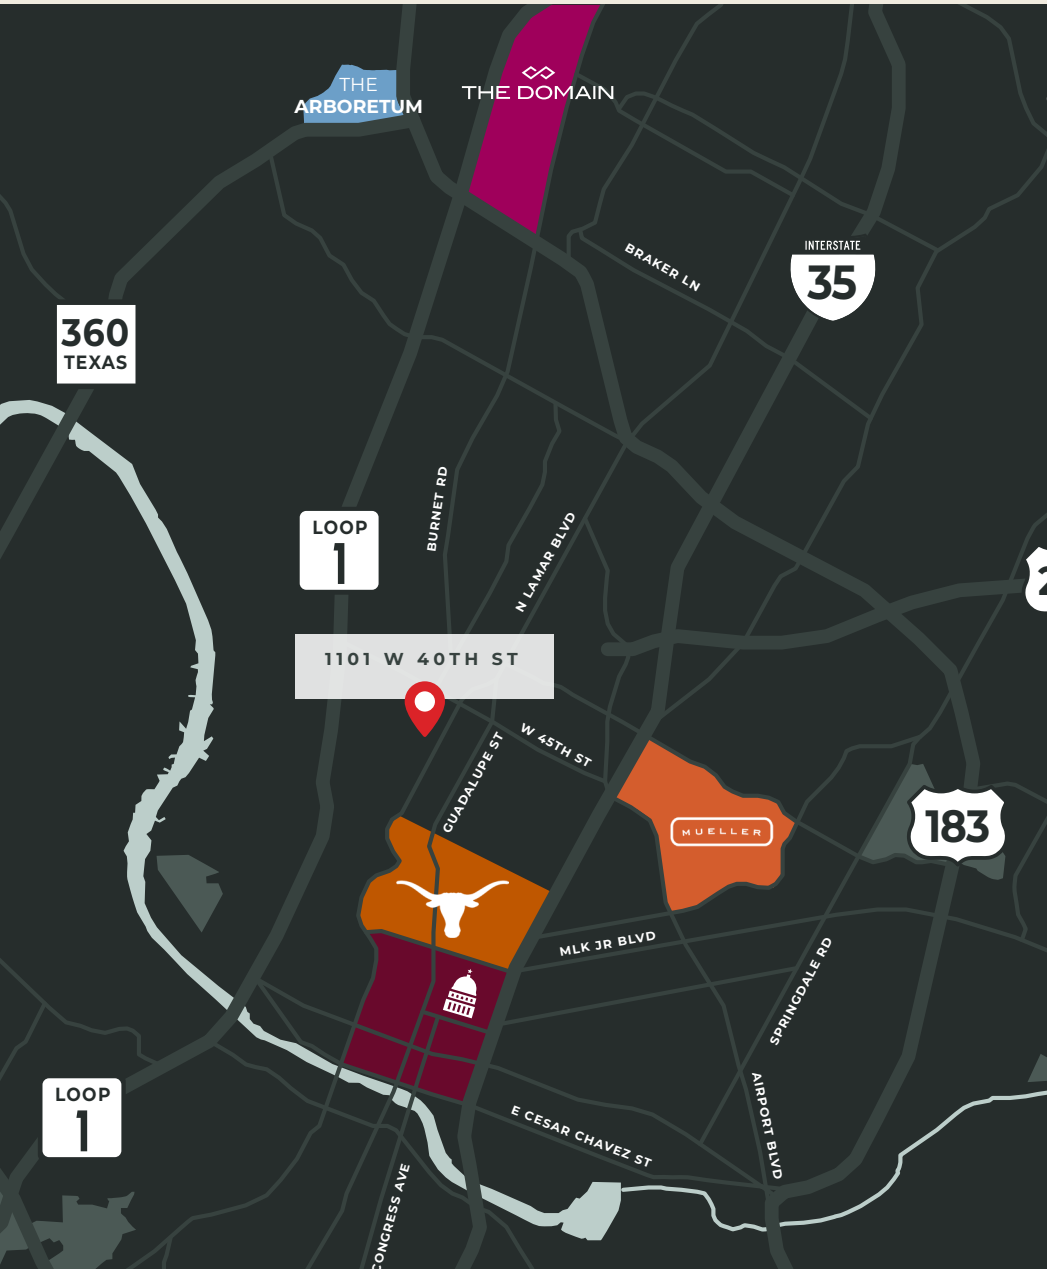 THE
ARBORETUM
THE DOMAIN
BRAKER LN
INTERSTATE
35
360
TEXAS
BURNET RD
LOOP
1
N LAMAR BLVD
2
1101 W 40TH ST
W 45TH ST
GUADALUPE ST
MUELLER
183
MLK JR BLVD
SPRINGDALE RD
LOOP
1
AIRPORT BLVD
E CESAR CHAVEZ ST
CONGRESS AVE